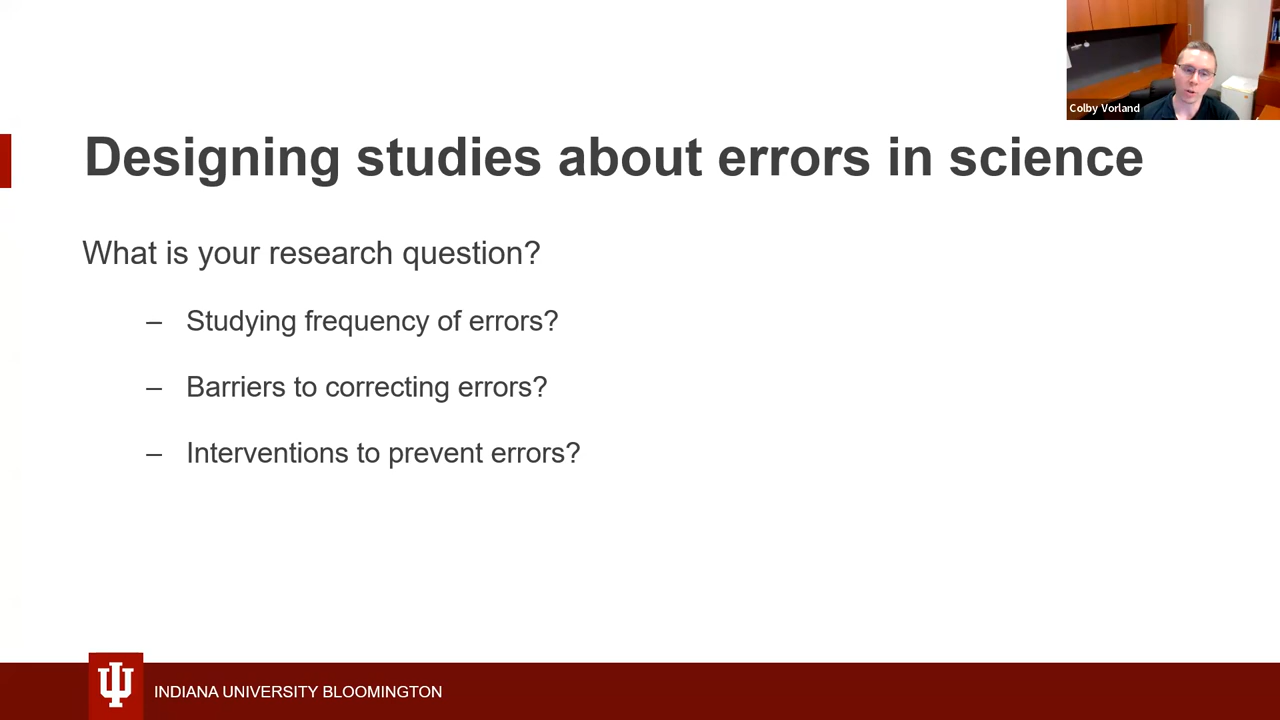 Colby Vorland
Designing studies about errors in science
What is your research question?
– Studying frequency of errors?
– Barriers to correcting errors?
– Interventions to prevent errors?
INDIANA UNIVERSITY BLOOMINGTON